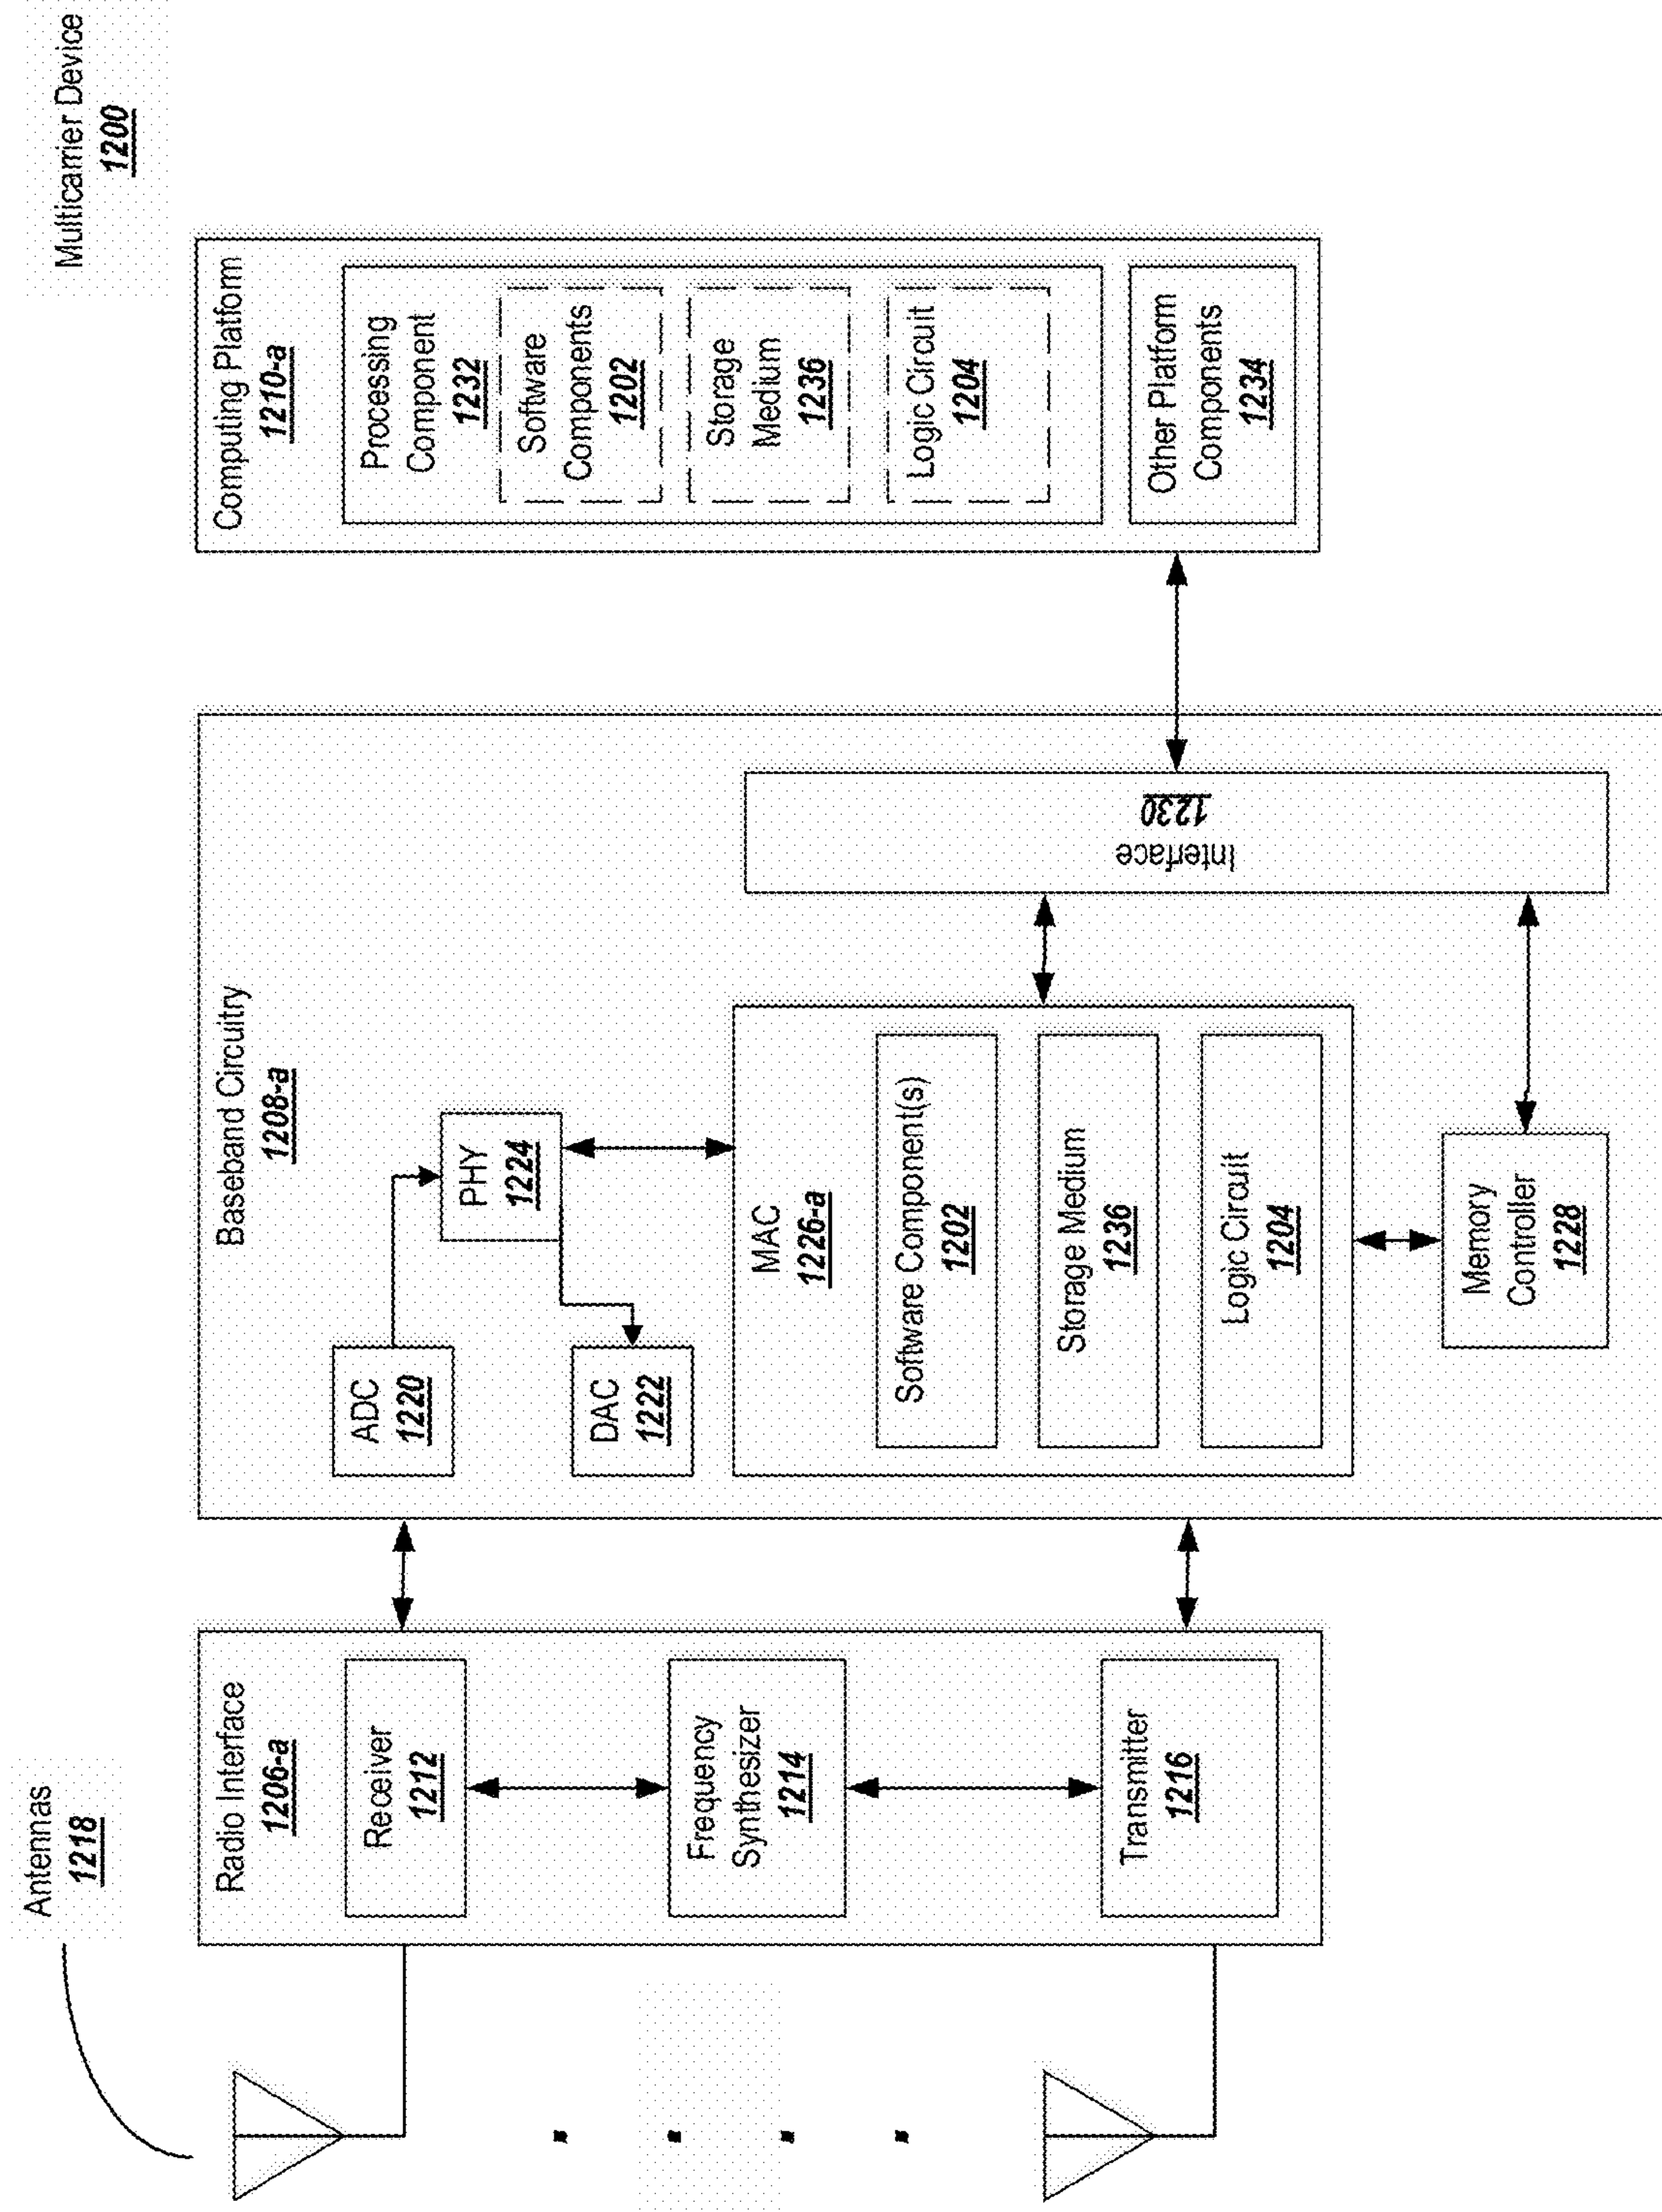 Multicarrier Device
1200
Antennas
1218
Radio Interface
1206-a
Receiver
1212
Frequency
Synthesizer
1214
Transmitter
1216
Baseband Circuitry
1208-a
ADC
1220
PHY
1224
DAC
1222
MAC
1226-a
Software Component(s)
1202
Storage Medium
1236
Logic Circuit
1204
Memory
Controller
1228
Interface
1230
Computing Platform
1210-a
Processing
Component
1232
Software
Components
1202
Storage
Medium
1236
Logic Circuit
1204
Other Platform
Components
1234